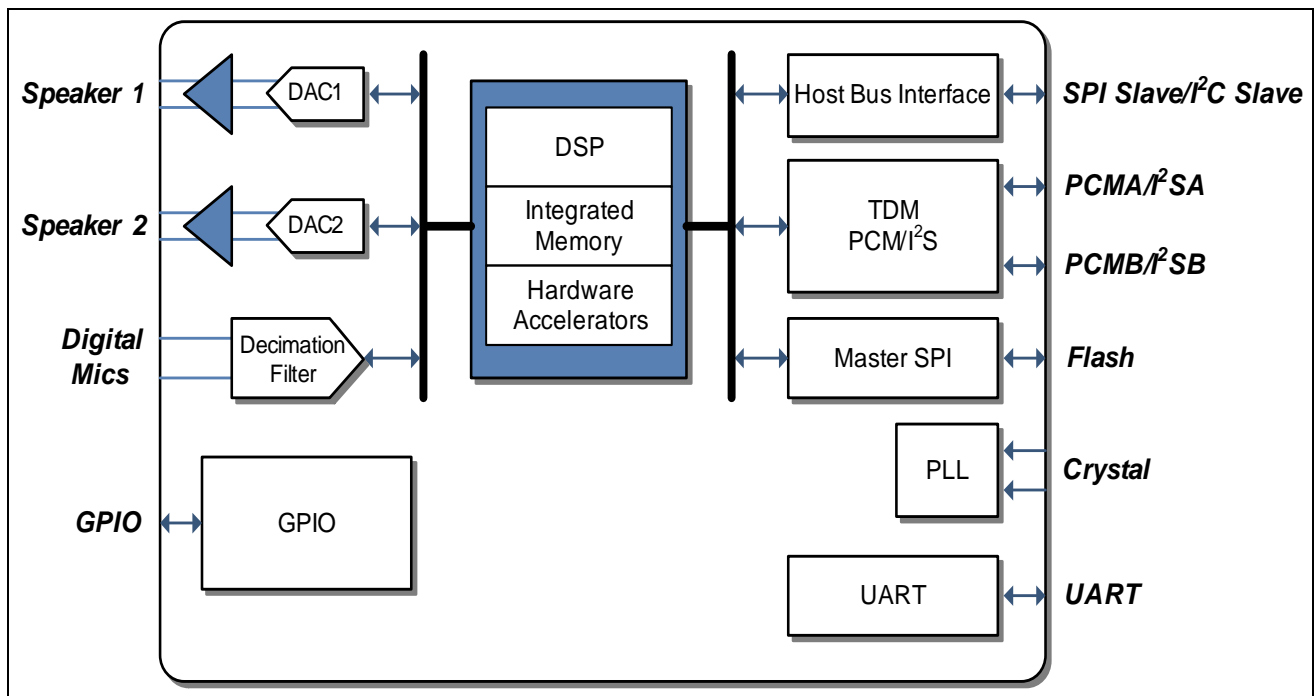 Speaker 1
DAC1
Speaker 2
DAC2
Digital
Mics
Decimation
Filter
GPIO
GPIO
DSP
Integrated
Memory
Hardware
Accelerators
Host Bus Interface
SPI Slave/I²C Slave
TDM
PCM/I²S
PCMA/I²SA
PCMB/I²SB
Master SPI
Flash
PLL
Crystal
UART
UART